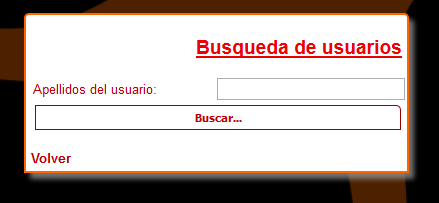 Busqueda de usuarios
Apellidos del usuario:
Buscar...
Volver